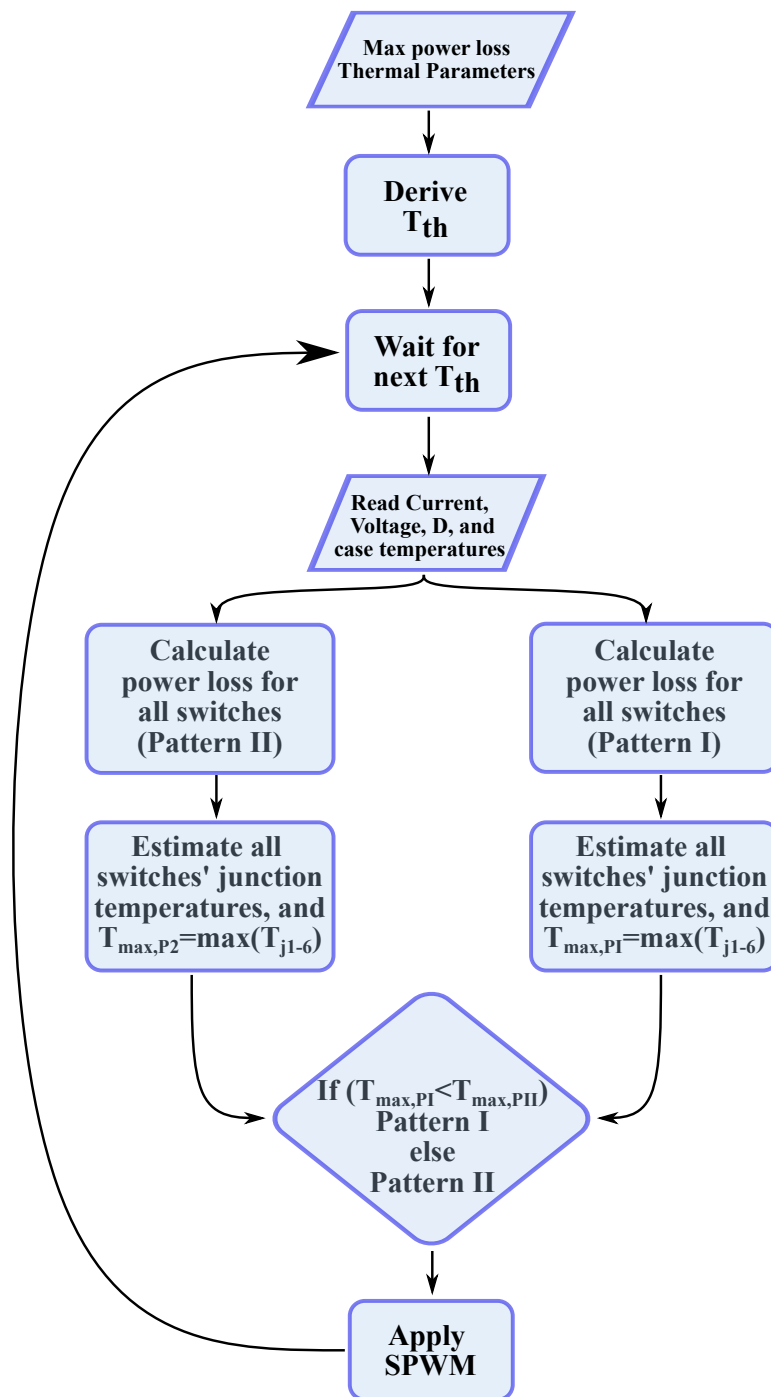 Max power loss
Thermal Parameters
Derive
Tth
Wait for
next Tth
Read Current,
Voltage, D, and
case temperatures
Calculate
power loss for
all switches
(Pattern II)
Calculate
power loss for
all switches
(Pattern I)
Estimate all
switches' junction
temperatures, and
Tmax,P2=max(Tj1-6)
Estimate all
switches' junction
temperatures, and
Tmax,PI=max(Tj1-6)
If (Tmax,PI<Tmax,PII)
Pattern I
else
Pattern II
Apply
SPWM